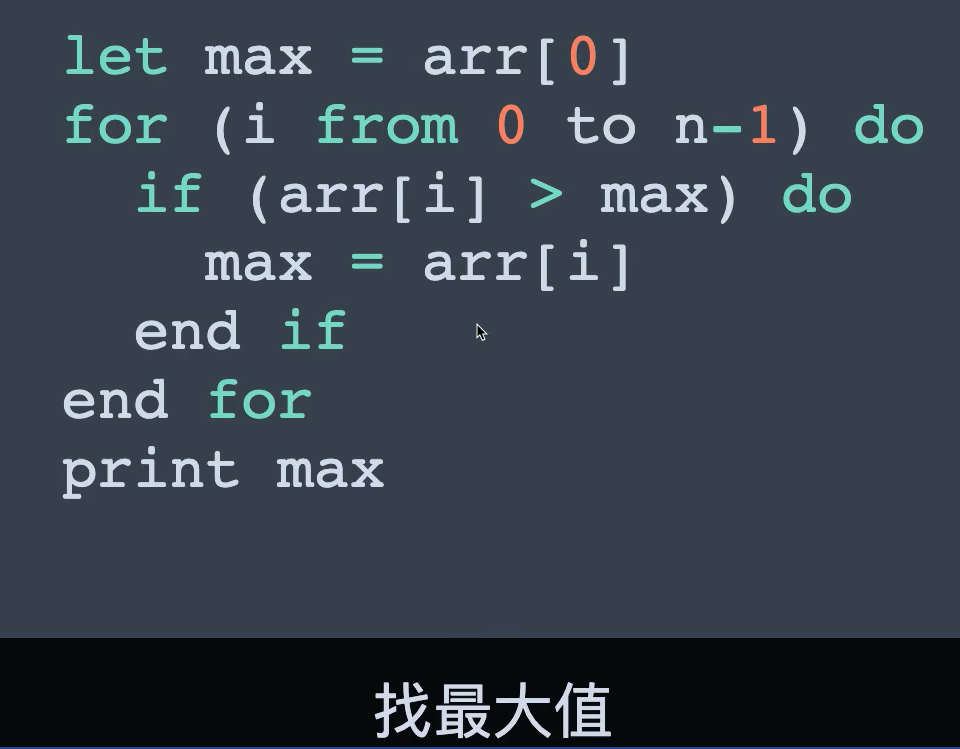 let max = arr[0]
for (i from 0 to n-1) do
  if (arr[i] > max) do
    max = arr[i]
  end if
end for
print max
找最大值